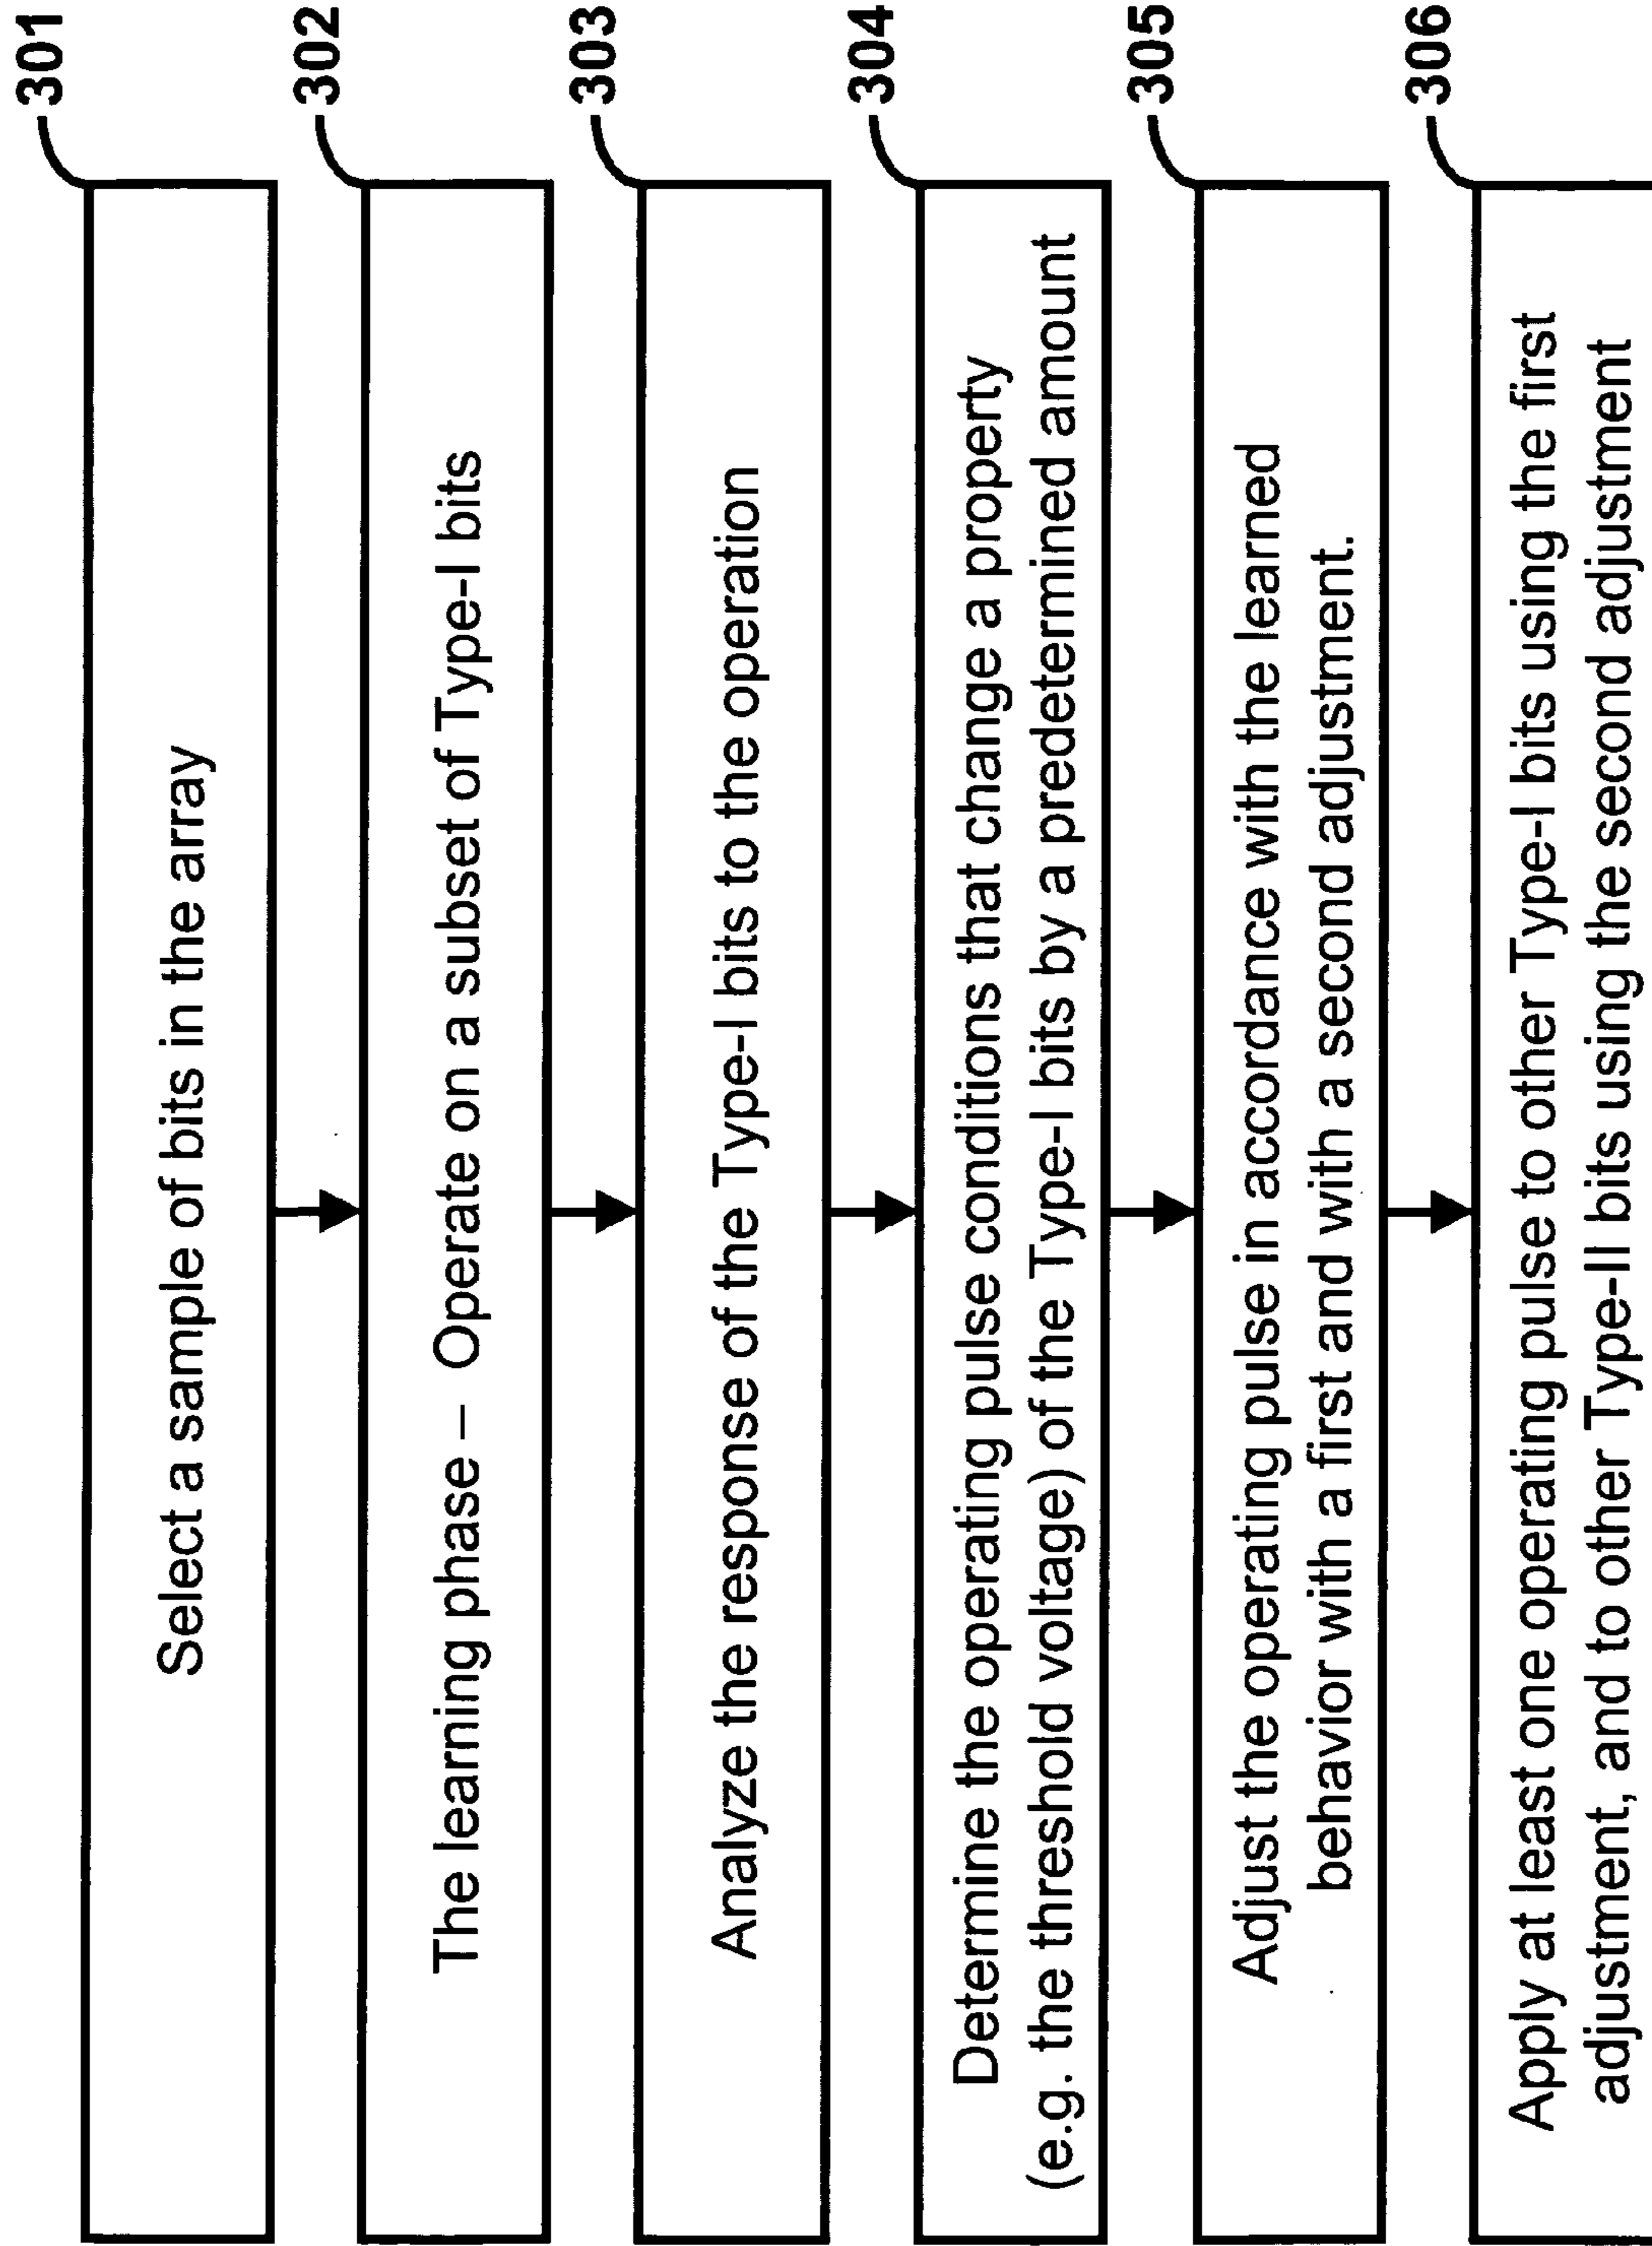 301
Select a sample of bits in the array
302
The learning phase – Operate on a subset of Type-I bits
303
Analyze the response of the Type-I bits to the operation
304
Determine the operating pulse conditions that change a property
(e.g. the threshold voltage) of the Type-I bits by a predetermined amount
305
Adjust the operating pulse in accordance with the learned
behavior with a first and with a second adjustment.
306
Apply at least one operating pulse to other Type-I bits using the first
adjustment, and to other Type-II bits using the second adjustment